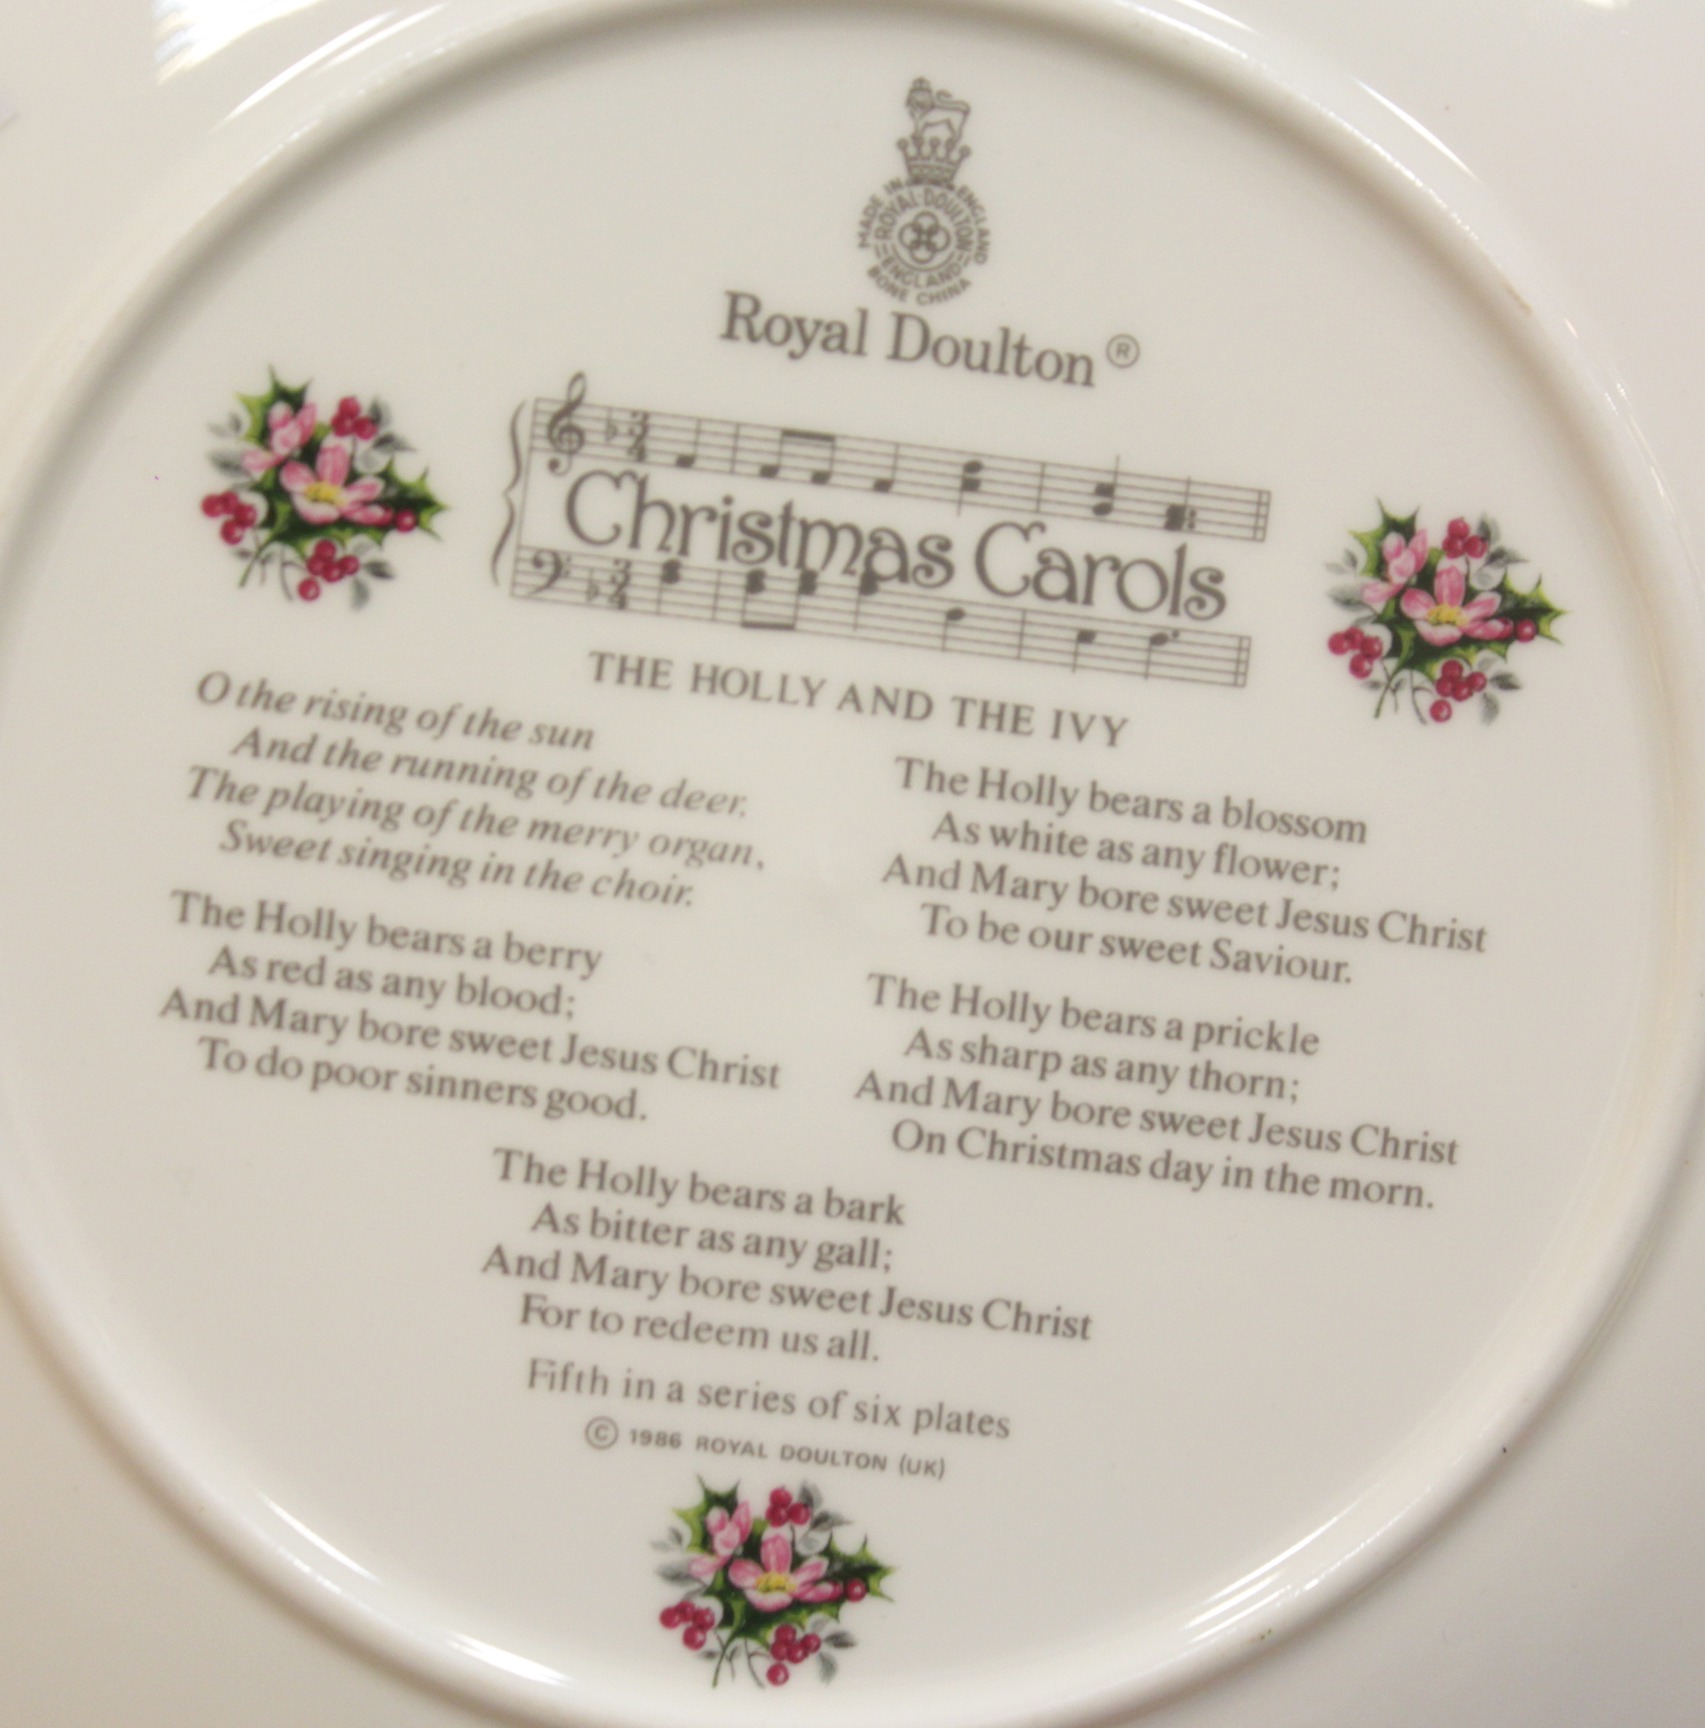 MADE IN ENGLAND
ROYAL·DOULTON
ENGLAND
BONE CHINA
Royal Doulton ®
3 4
Christmas Carols
3 4
THE HOLLY AND THE IVY
O the rising of the sun
And the running of the deer.
The playing of the merry organ,
Sweet singing in the choir.
The Holly bears a berry
As red as any blood;
And Mary bore sweet Jesus Christ
To do poor sinners good.
The Holly bears a blossom
As white as any flower;
And Mary bore sweet Jesus Christ
To be our sweet Saviour.
The Holly bears a prickle
As sharp as any thorn;
And Mary bore sweet Jesus Christ
On Christmas day in the morn.
The Holly bears a bark
As bitter as any gall;
And Mary bore sweet Jesus Christ
For to redeem us all.
Fifth in a series of six plates
© 1986 ROYAL DOULTON (UK)